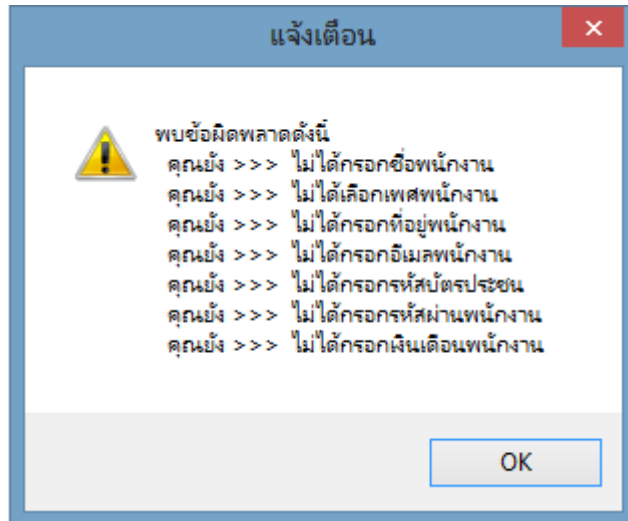 แจ้งเตือน
พบข้อผิดพลาดดังนี้
คุณยัง >>> ไม่ได้กรอกชื่อพนักงาน
คุณยัง >>> ไม่ได้เลือกเพศพนักงาน
คุณยัง >>> ไม่ได้กรอกที่อยู่พนักงาน
คุณยัง >>> ไม่ได้กรอกอีเมลพนักงาน
คุณยัง >>> ไม่ได้กรอกรหัสบัตรประชน
คุณยัง >>> ไม่ได้กรอกรหัสผ่านพนักงาน
คุณยัง >>> ไม่ได้กรอกเงินเดือนพนักงาน
OK